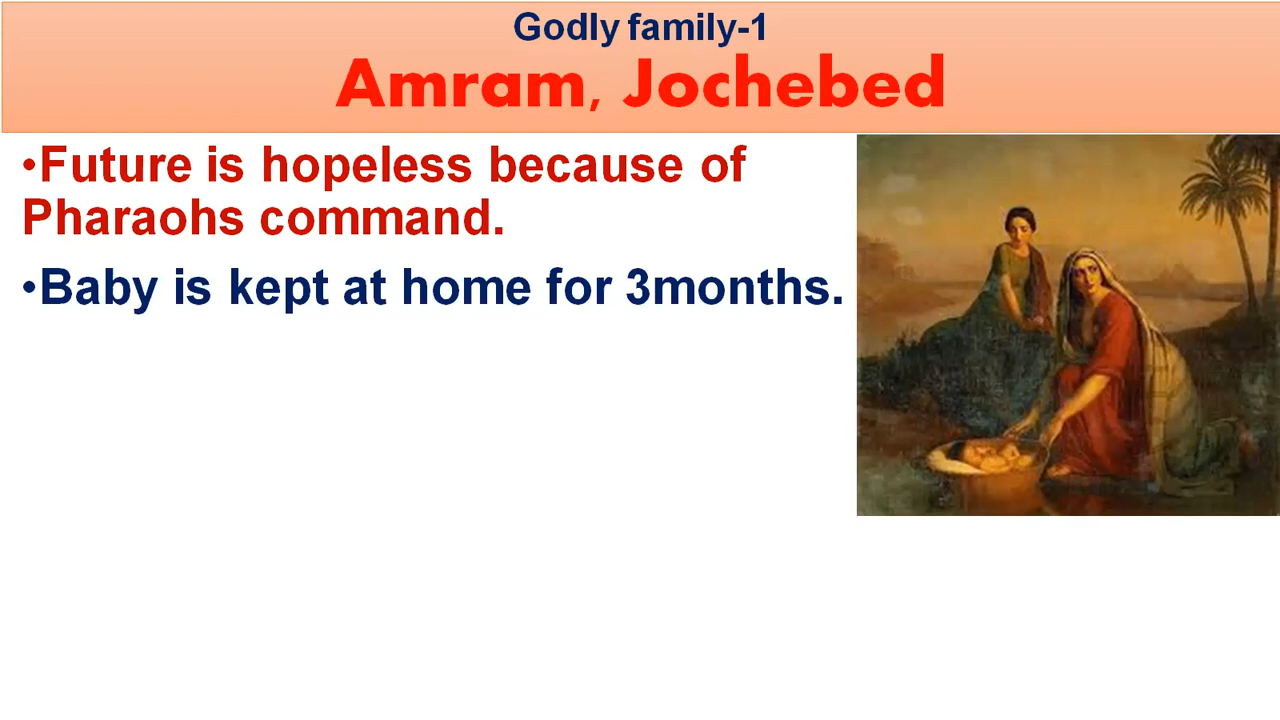 Godly family-1
Amram, Jochebed
•Future is hopeless because of
Pharaohs command.
•Baby is kept at home for 3months.